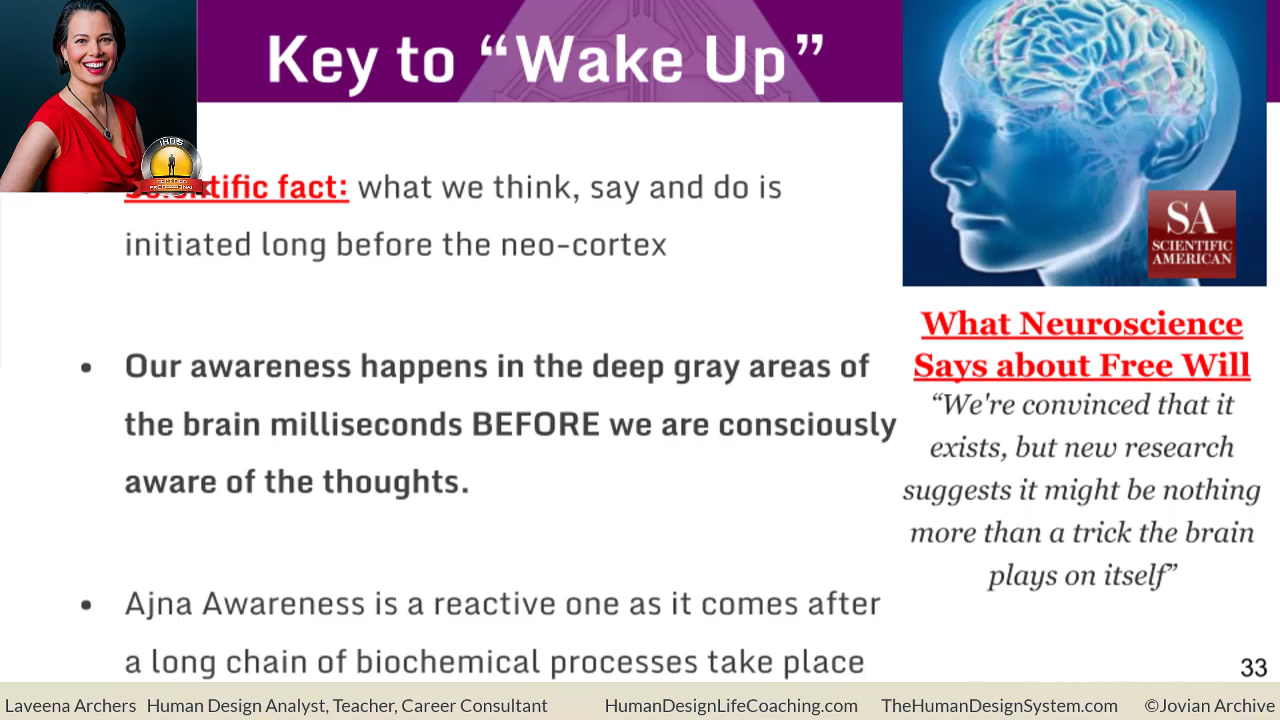 Key to “Wake Up”
IHDS
Scientific fact: what we think, say and do is
initiated long before the neo-cortex
• Our awareness happens in the deep gray areas of
the brain milliseconds BEFORE we are consciously
aware of the thoughts.
• Ajna Awareness is a reactive one as it comes after
a long chain of biochemical processes take place
SA
SCIENTIFIC
AMERICAN
What Neuroscience
Says about Free Will
“We're convinced that it
exists, but new research
suggests it might be nothing
more than a trick the brain
plays on itself”
33
Laveena Archers Human Design Analyst, Teacher, Career Consultant HumanDesignLifeCoaching.com TheHumanDesignSystem.com ©Jovian Archive